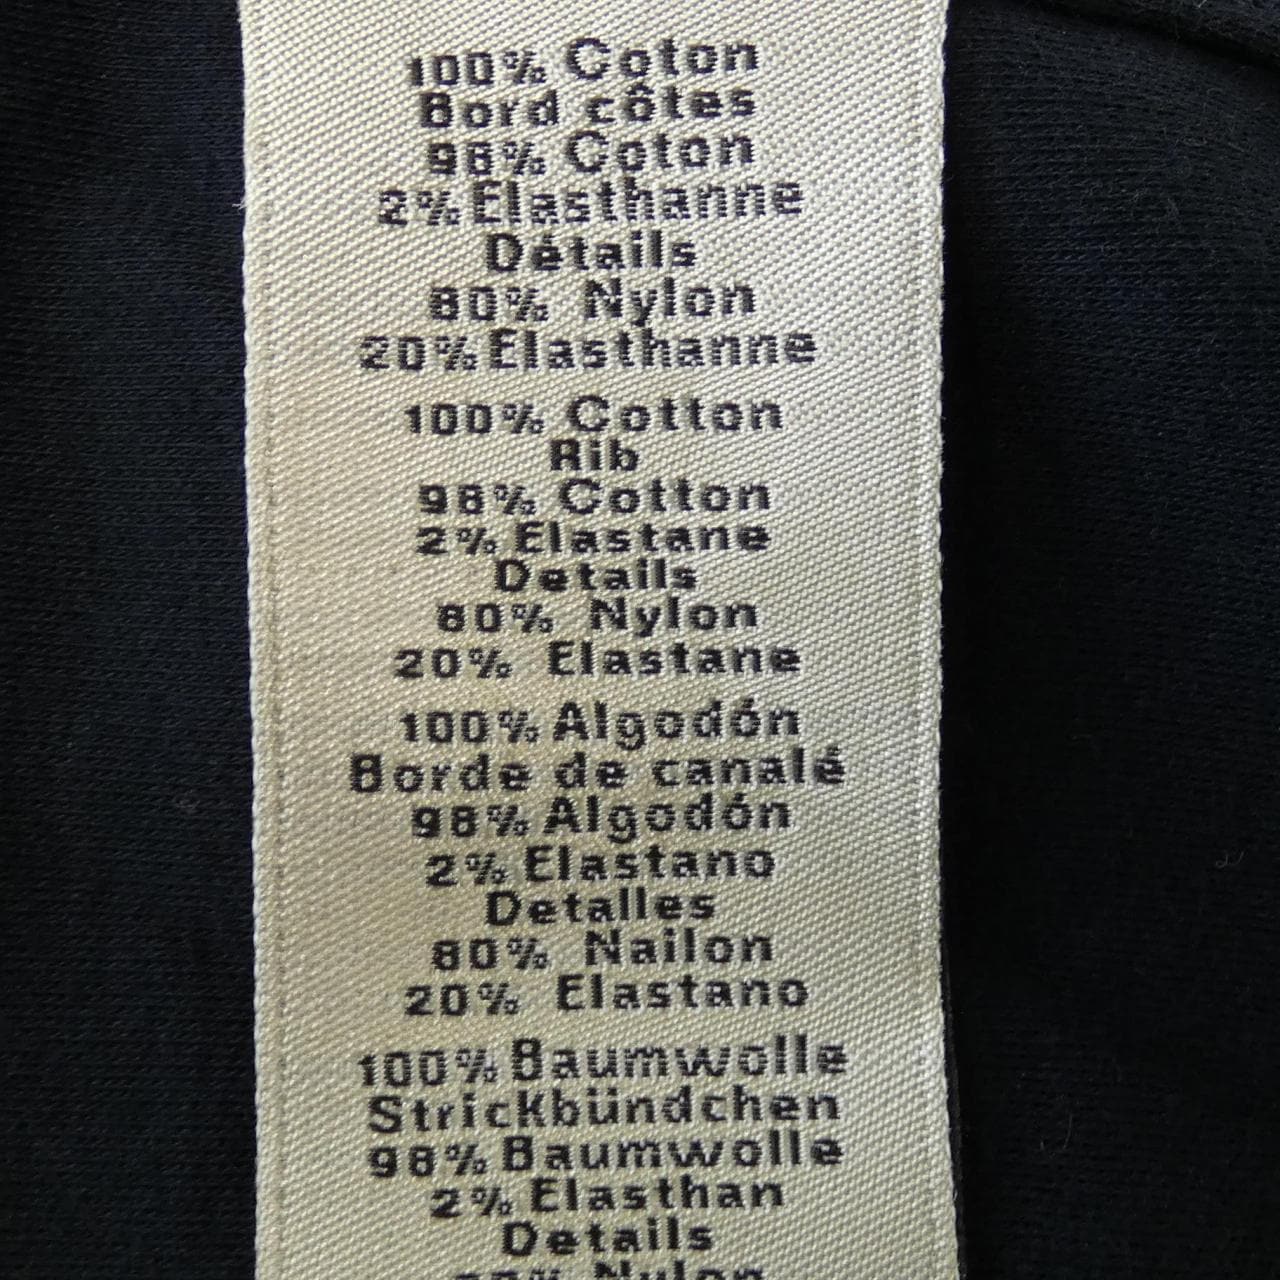 100% Coton
Bord côtes
98% Coton
2% Elasthanne
Détails
80% Nylon
20% Elasthanne
100% Cotton
Rib
98% Cotton
2% Elastane
Details
80% Nylon
20% Elastane
100% Algodón
Borde de canalé
98% Algodón
2% Elastano
Detalles
80% Nailon
20% Elastano
100% Baumwolle
Strickbündchen
98% Baumwolle
2% Elasthan
Details
Nylon